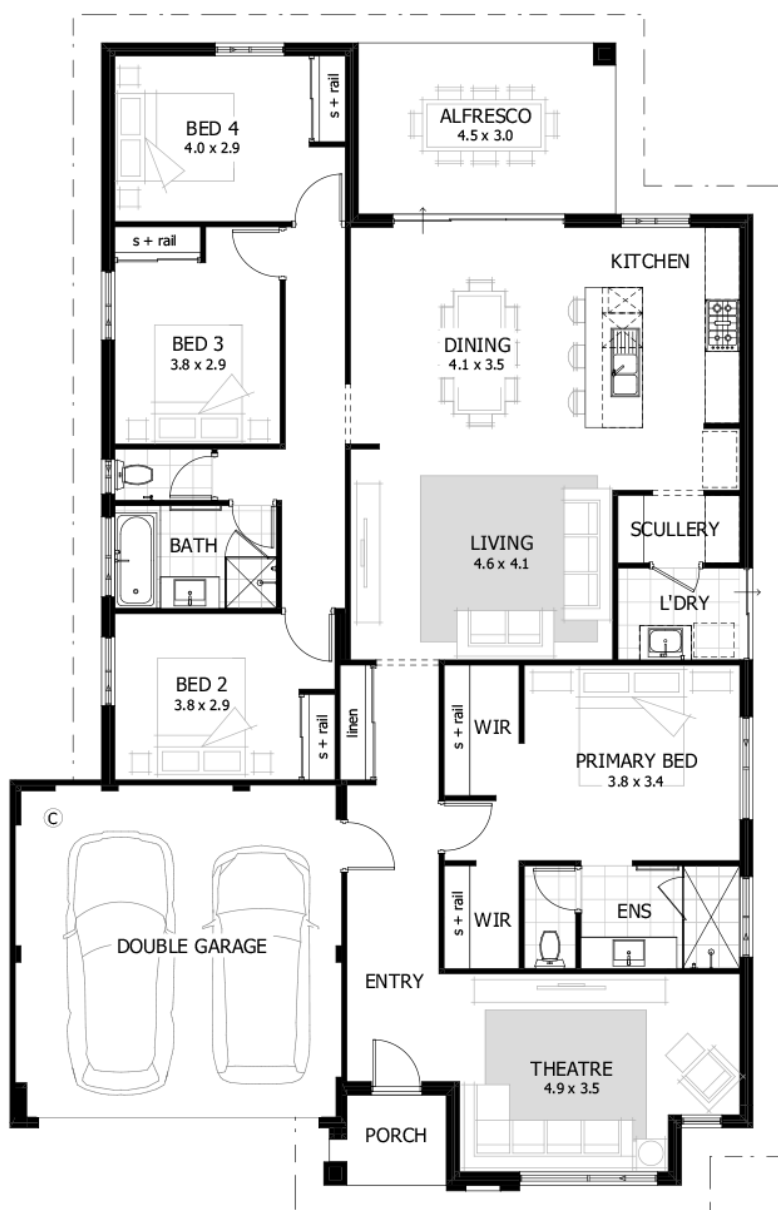 BED 4
4.0 x 2.9
s + rail
ALFRESCO
4.5 x 3.0
s + rail
KITCHEN
BED 3
3.8 x 2.9
DINING
4.1 x 3.5
BATH
LIVING
4.6 x 4.1
SCULLERY
L'DRY
BED 2
3.8 x 2.9
s + rail
linen
s + rail
WIR
PRIMARY BED
3.8 x 3.4
C
DOUBLE GARAGE
s + rail
WIR
ENS
ENTRY
THEATRE
4.9 x 3.5
PORCH